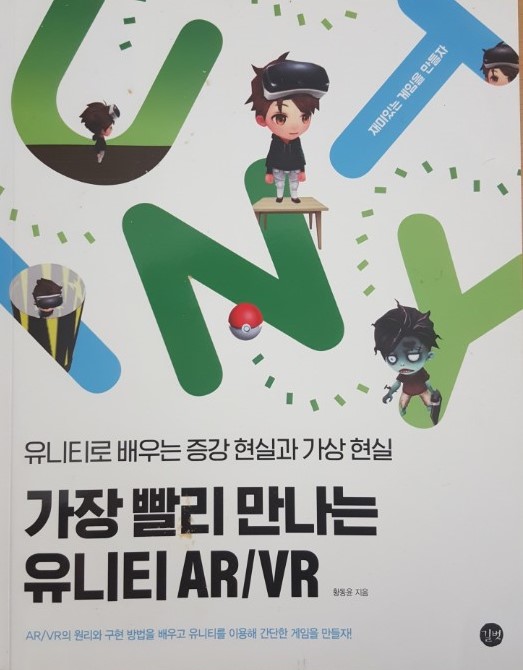 U T
재미있는 게임을 만들자
I N Y
유니티로 배우는 증강 현실과 가상 현실
가장 빨리 만나는
유니티 AR/VR
황동윤 지음
AR/VR의 원리와 구현 방법을 배우고 유니티를 이용해 간단한 게임을 만들자!
길벗